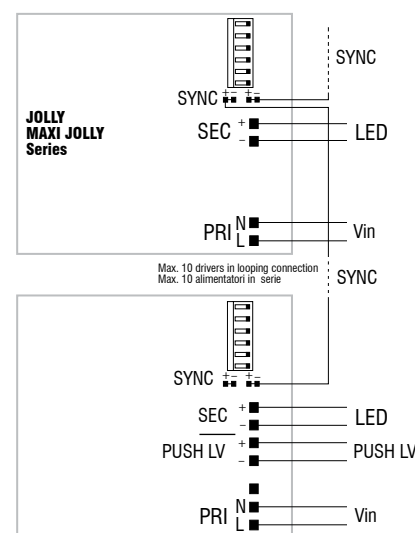 SYNC
+ - + -
SYNC
JOLLY
MAXI JOLLY
Series
SEC + -
LED
PRI N L
Vin
Max. 10 drivers in looping connection
Max. 10 alimentatori in serie
SYNC
+ - + -
SYNC
SEC + -
LED
PUSH LV + -
PUSH LV
PRI N L
Vin